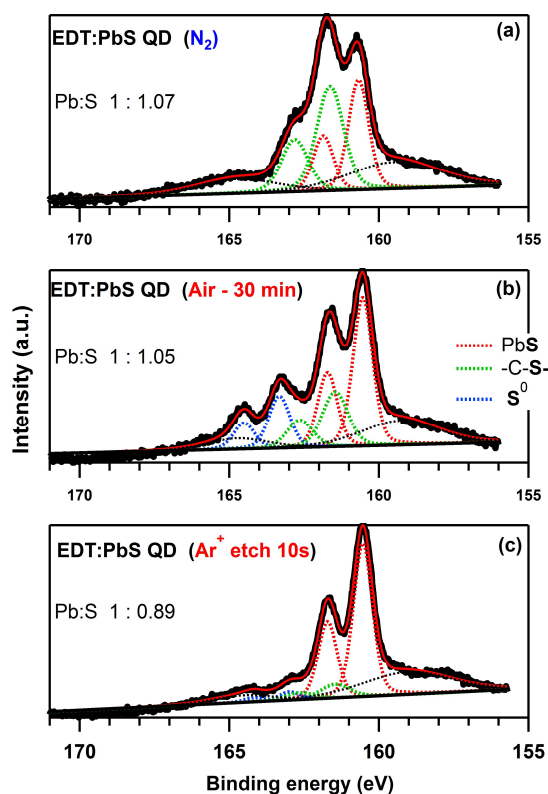 EDT:PbS QD (N₂)
(a)
Pb:S 1 : 1.07
170 165 160 155
EDT:PbS QD (Air - 30 min)
(b)
Pb:S 1 : 1.05
PbS
-C-S-
S⁰
170 165 160 155
EDT:PbS QD (Ar⁺ etch 10s)
(c)
Pb:S 1 : 0.89
170 165 160 155
Binding energy (eV)
Intensity (a.u.)